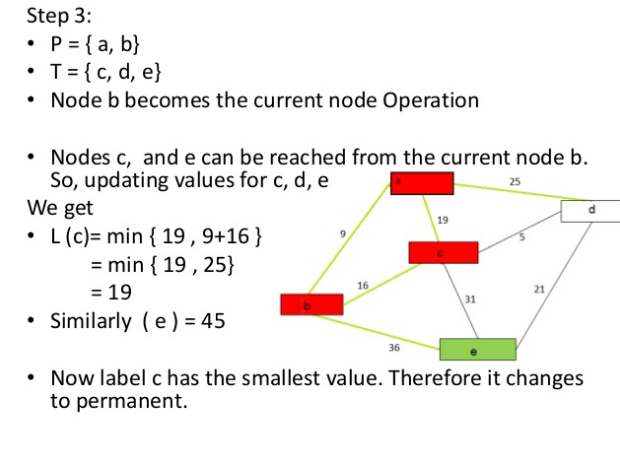 Step 3:
• P = { a, b}
• T = { c, d, e}
• Node b becomes the current node Operation
• Nodes c, and e can be reached from the current node b.
So, updating values for c, d, e
We get
• L (c)= min { 19 , 9+16 }
= min { 19 , 25}
= 19
• Similarly ( e ) = 45
• Now label c has the smallest value. Therefore it changes
to permanent.
a
25
d
9
19
5
c
16
31
21
b
36
e